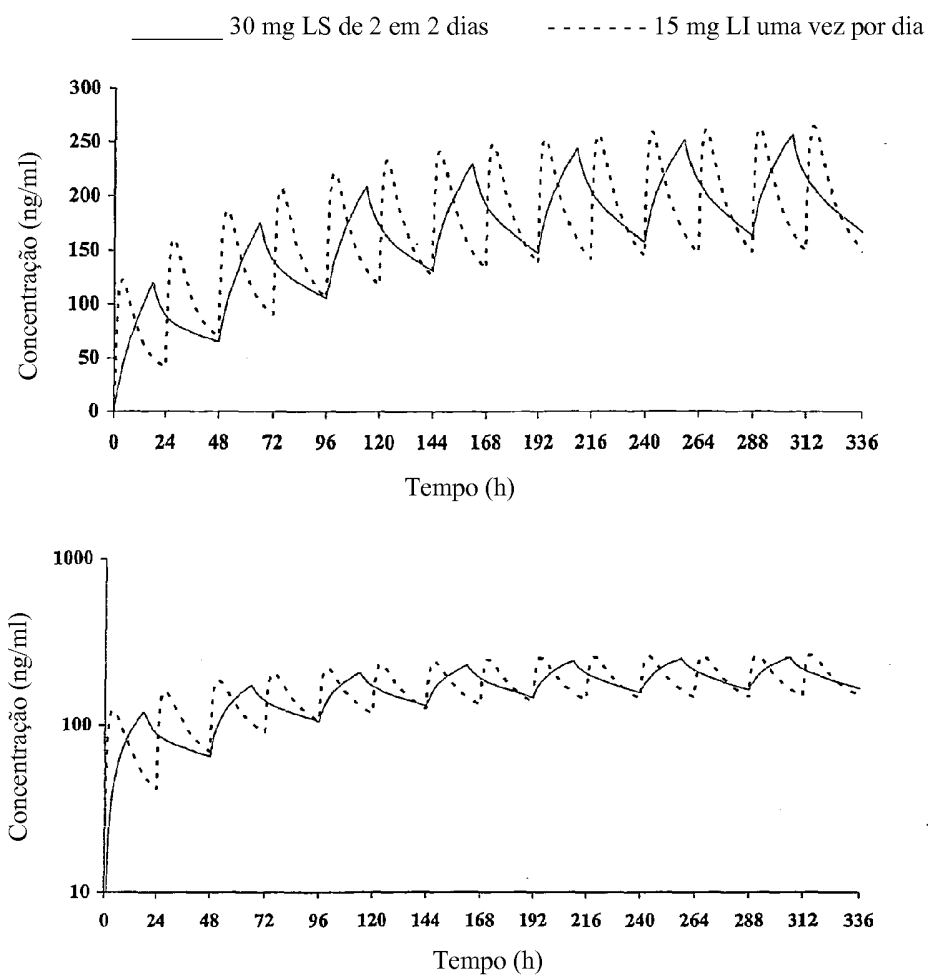 30 mg LS de 2 em 2 dias 15 mg LI uma vez por dia
300
250
200
150
100
50
0
Concentração (ng/ml)
0 24 48 72 96 120 144 168 192 216 240 264 288 312 336
Tempo (h)
1000
100
10
Concentração (ng/ml)
0 24 48 72 96 120 144 168 192 216 240 264 288 312 336
Tempo (h)